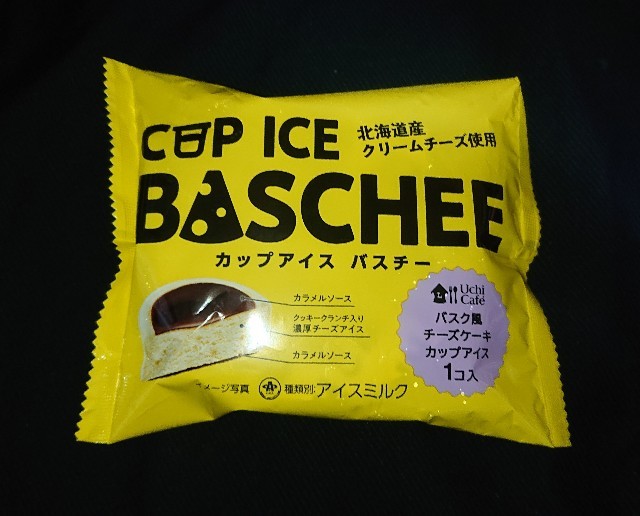 CUP ICE
北海道産
クリームチーズ使用
BASCHEE
カップアイス バスチー
カラメルソース
クッキークランチ入り
濃厚チーズアイス
カラメルソース
Uchi
Café
バスク風
チーズケーキ
カップアイス
1コ入
イメージ写真
種類別:アイスミルク